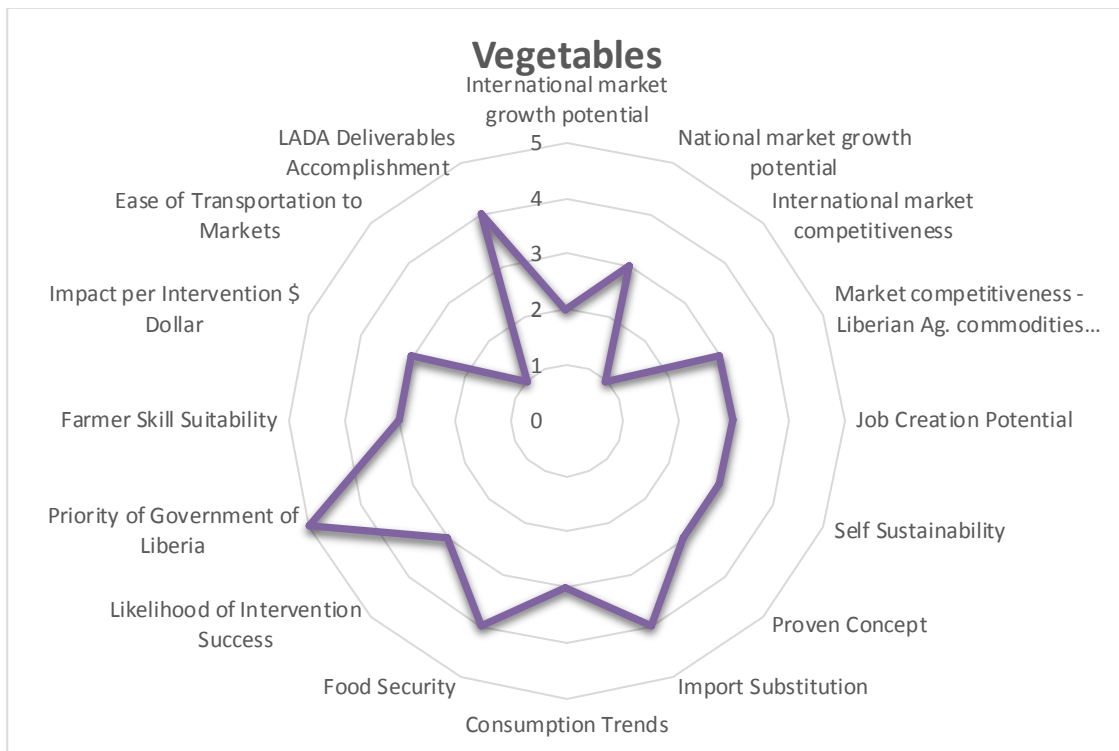 Vegetables
International market
growth potential
National market growth
potential
International market
competitiveness
Market competitiveness -
Liberian Ag. commodities...
Job Creation Potential
Self Sustainability
Proven Concept
Import Substitution
Consumption Trends
Food Security
Likelihood of Intervention
Success
Priority of Government of
Liberia
Farmer Skill Suitability
Impact per Intervention $
Dollar
Ease of Transportation to
Markets
LADA Deliverables
Accomplishment
5
4
3
2
1
0